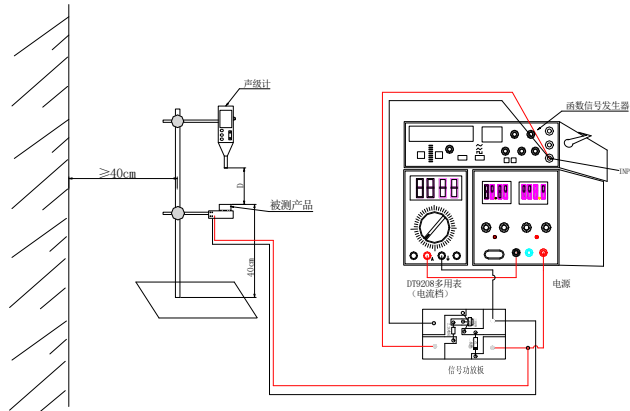 声级计
函数信号发生器
≥40cm
D
INP
被测产品
40cm
DT9208多用表
(电流档)
电源
信号功放板